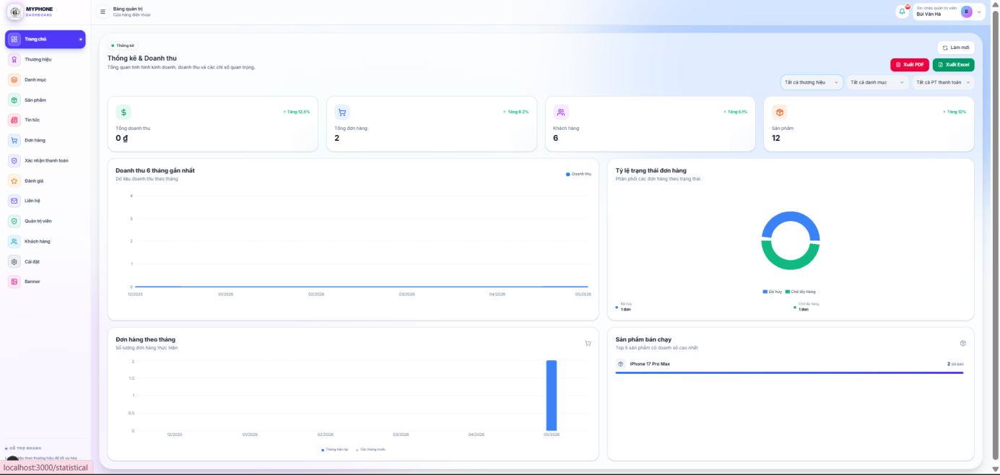 MYPHONE
DASHBOARD
Bảng quản trị
Cửa hàng điện thoại
Xin chào quản trị viên
Bùi Văn Hà
B
Trang chủ
Thương hiệu
Danh mục
Sản phẩm
Tin tức
Đơn hàng
Xác nhận thanh toán
Đánh giá
Liên hệ
Quản trị viên
Khách hàng
Cài đặt
Banner
HỖ TRỢ NHANH
liệu theo thương hiệu để tối ưu hóa
localhost:3000/statistical
Thống kê
Thống kê & Doanh thu
Tổng quan tình hình kinh doanh, doanh thu và các chỉ số quan trọng.
Làm mới
Xuất PDF
Xuất Excel
Tất cả thương hiệu
Tất cả danh mục
Tất cả PT thanh toán
Tăng 12.5%
Tổng doanh thu
0 ₫
Tăng 8.2%
Tổng đơn hàng
2
Tăng 5.1%
Khách hàng
6
Tăng 12%
Sản phẩm
12
Doanh thu 6 tháng gần nhất
Dữ liệu doanh thu theo tháng
Doanh thu
4
3
2
1
0
12/2025 01/2026 02/2026 03/2026 04/2026 05/2026
Tỷ lệ trạng thái đơn hàng
Phân phối các đơn hàng theo trạng thái
Đã hủy Chờ lấy hàng
Đã hủy
1 đơn
Chờ lấy hàng
1 đơn
Đơn hàng theo tháng
Số lượng đơn hàng thực hiện
2
1.5
1
0.5
0
12/2025 01/2026 02/2026 03/2026 04/2026 05/2026
Tháng hiện tại Các tháng trước
Sản phẩm bán chạy
Top 5 sản phẩm có doanh số cao nhất
iPhone 17 Pro Max
2 ĐÃ BÁN